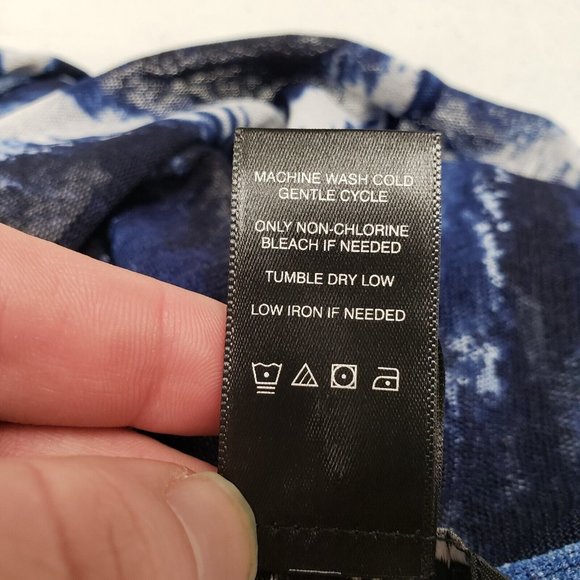 MACHINE WASH COLD
GENTLE CYCLE
ONLY NON-CHLORINE
BLEACH IF NEEDED
TUMBLE DRY LOW
LOW IRON IF NEEDED